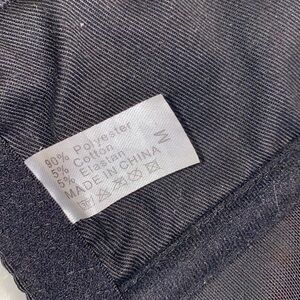 90% Polyester
5% Cotton
5% Elastan
MADE IN CHINA
M